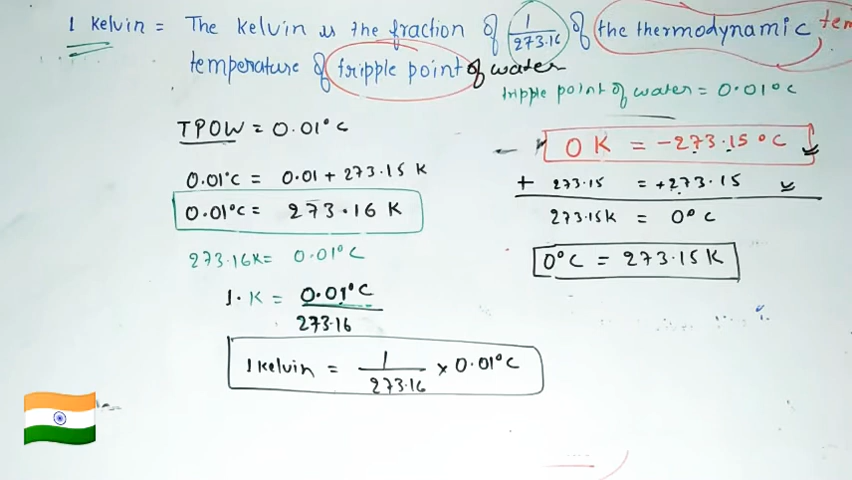 1 Kelvin = The Kelvin is the fraction of 1/273.16 of the thermodynamic tem
temperature of tripple point of water
tripple point of water = 0.01°C
TPOW = 0.01°C
0.01°C = 0.01 + 273.15 K
0.01°C = 273.16 K
273.16K = 0.01°C
1. K = 0.01°C / 273.16
1 kelvin = 1/273.16 × 0.01°C
0 K = -273.15°C
+ 273.15 = +273.15
273.15K = 0°C
0°C = 273.15K